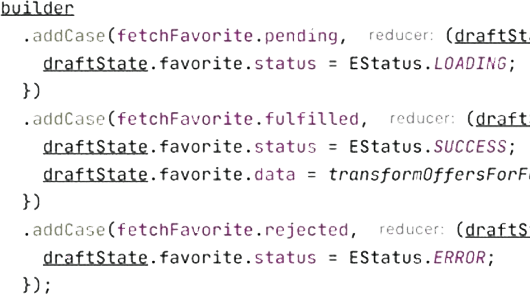 builder
.addCase(fetchFavorite.pending, reducer: (draftSt
draftState.favorite.status = EStatus.LOADING;
})
.addCase(fetchFavorite.fulfilled, reducer: (draft
draftState.favorite.status = EStatus.SUCCESS;
draftState.favorite.data = transformOffersForF
})
.addCase(fetchFavorite.rejected, reducer: (draftS
draftState.favorite.status = EStatus.ERROR;
});